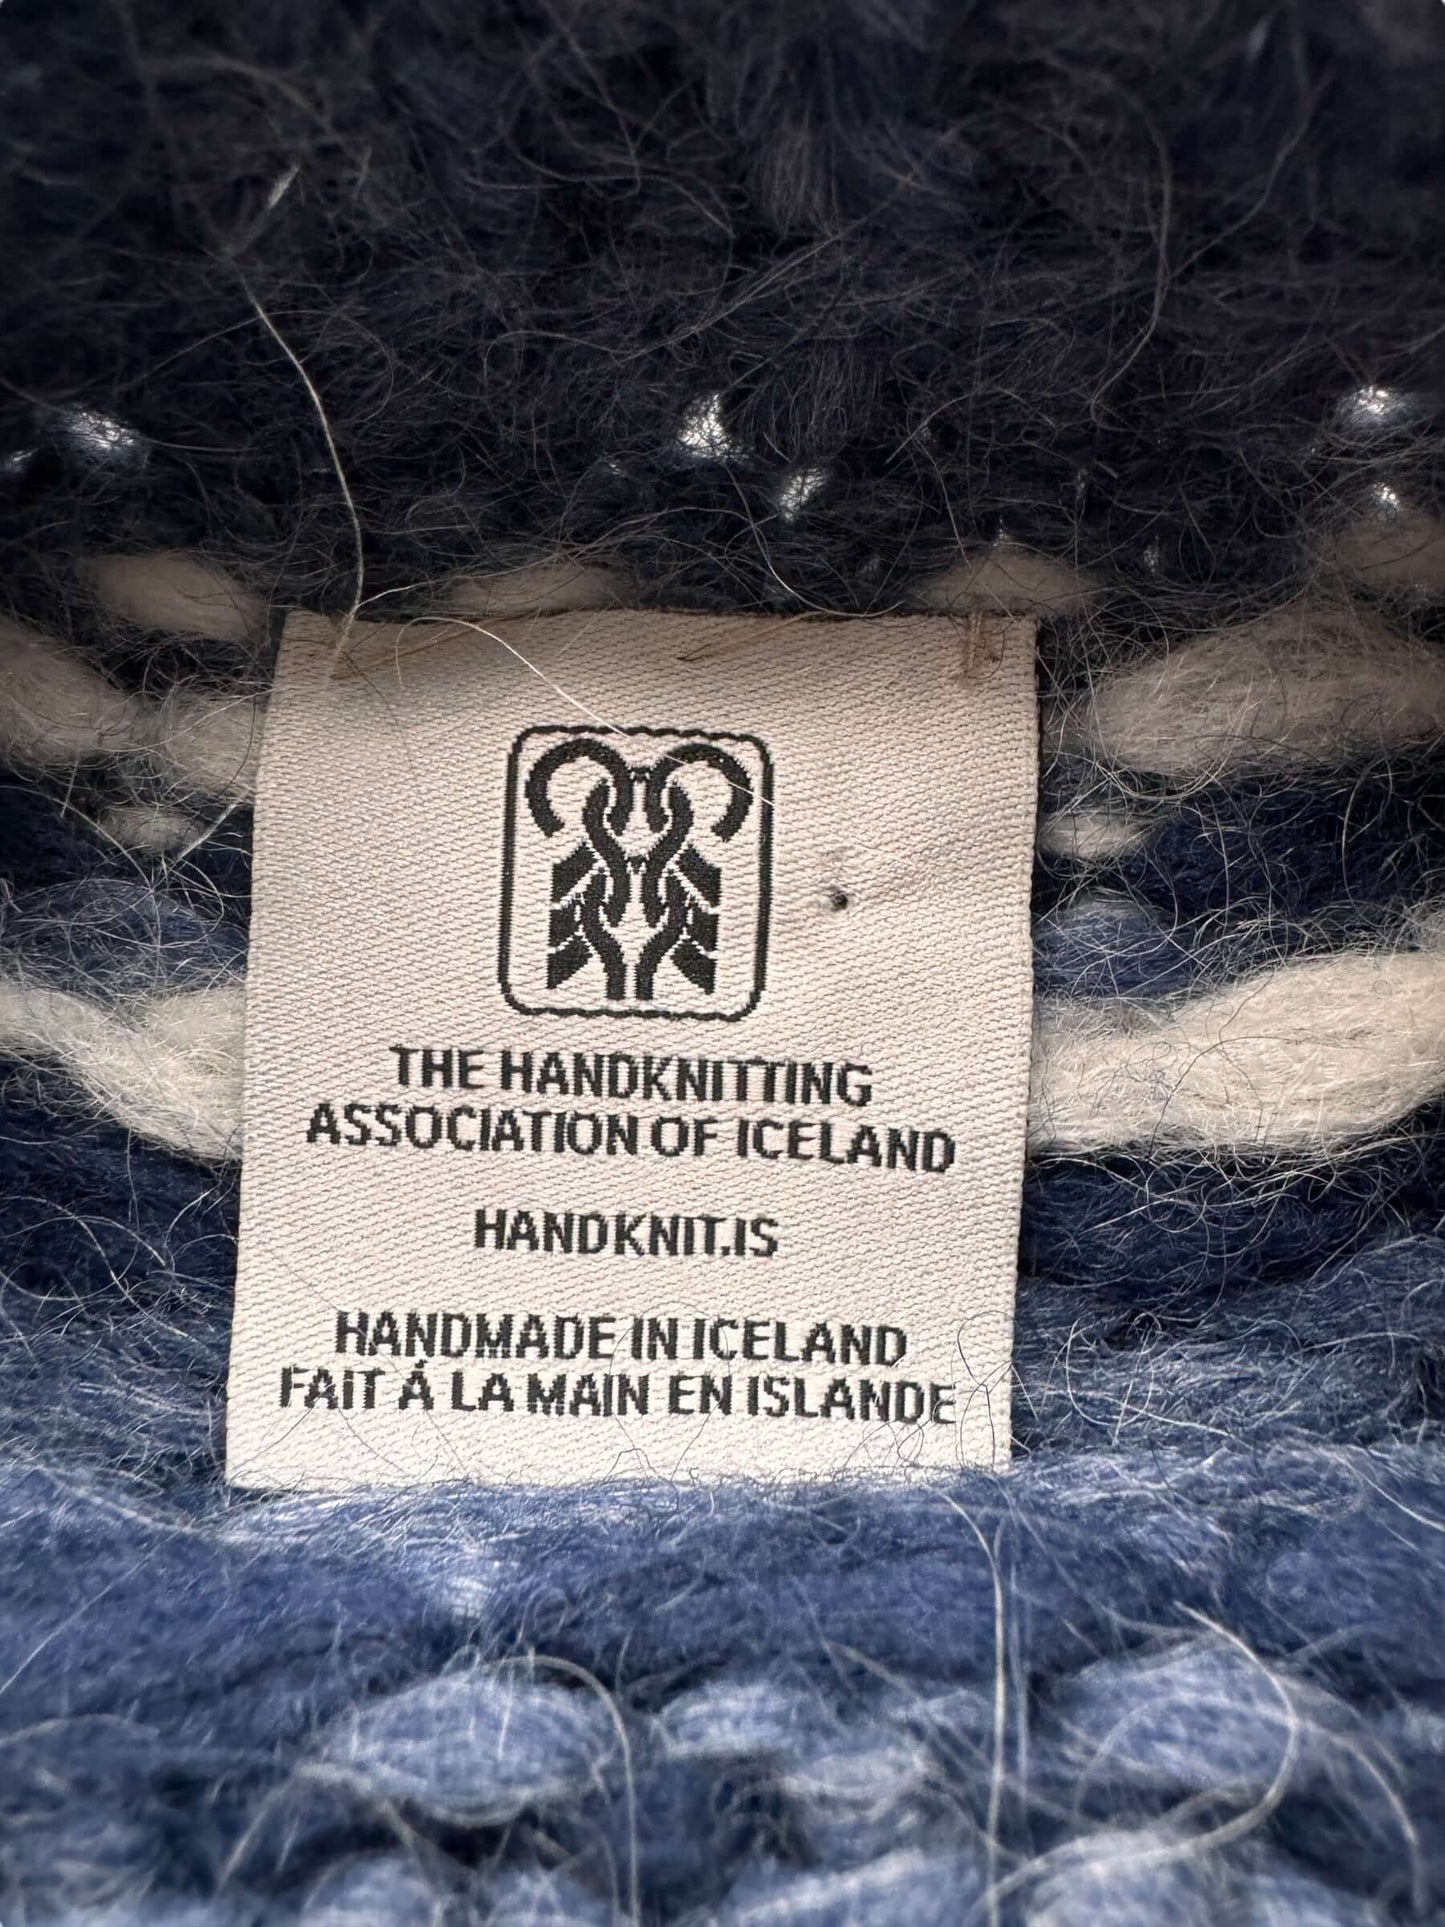 THE HANDKNITTING
ASSOCIATION OF ICELAND
HANDKNIT.IS
HANDMADE IN ICELAND
FAIT Á LA MAIN EN ISLANDE